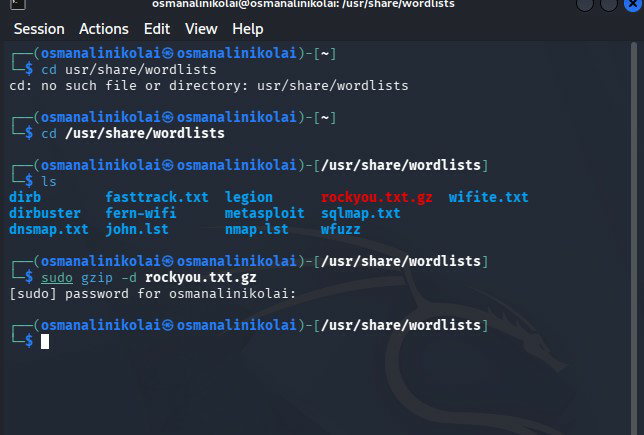 osmanalinikolai@osmanalinikolai: /usr/share/wordlists
Session Actions Edit View Help
┌──(osmanalinikolai㉿osmanalinikolai)-[~]
└─$ cd usr/share/wordlists
cd: no such file or directory: usr/share/wordlists
┌──(osmanalinikolai㉿osmanalinikolai)-[~]
└─$ cd /usr/share/wordlists
┌──(osmanalinikolai㉿osmanalinikolai)-[/usr/share/wordlists]
└─$ ls
dirb fasttrack.txt legion rockyou.txt.gz wifite.txt
dirbuster fern-wifi metasploit sqlmap.txt
dnsmap.txt john.lst nmap.lst wfuzz
┌──(osmanalinikolai㉿osmanalinikolai)-[/usr/share/wordlists]
└─$ sudo gzip -d rockyou.txt.gz
[sudo] password for osmanalinikolai:
┌──(osmanalinikolai㉿osmanalinikolai)-[/usr/share/wordlists]
└─$